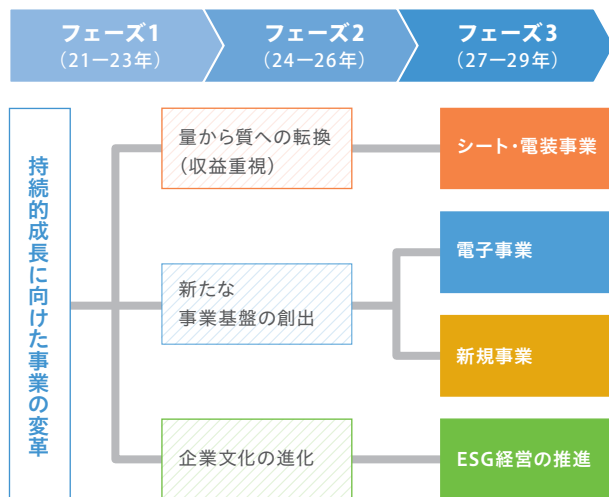 フェーズ1
（21ー23年）
フェーズ2
（24ー26年）
フェーズ3
（27ー29年）
持続的成長に向けた事業の変革
量から質への転換
（収益重視）
シート・電装事業
新たな
事業基盤の創出
電子事業
新規事業
企業文化の進化
ESG経営の推進